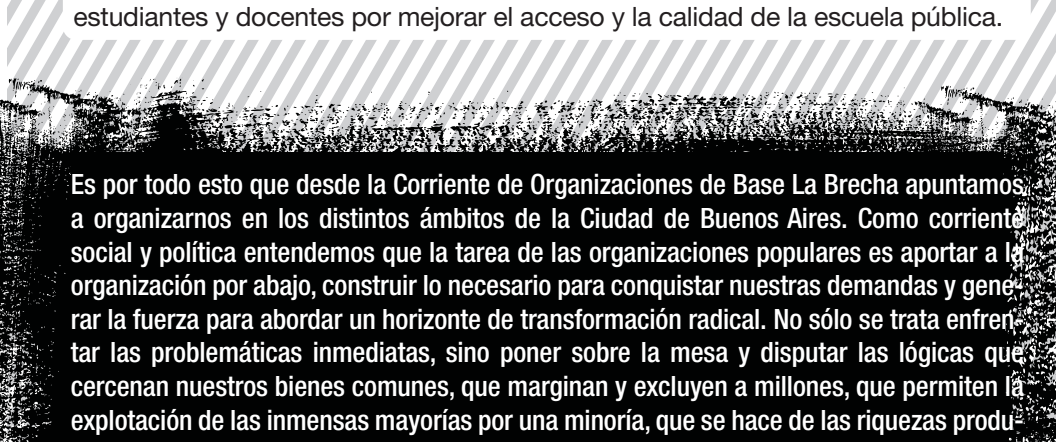 estudiantes y docentes por mejorar el acceso y la calidad de la escuela pública.
Es por todo esto que desde la Corriente de Organizaciones de Base La Brecha apuntamos
a organizarnos en los distintos ámbitos de la Ciudad de Buenos Aires. Como corriente
social y política entendemos que la tarea de las organizaciones populares es aportar a la
organización por abajo, construir lo necesario para conquistar nuestras demandas y gene-
rar la fuerza para abordar un horizonte de transformación radical. No sólo se trata enfren-
tar las problemáticas inmediatas, sino poner sobre la mesa y disputar las lógicas que
cercenan nuestros bienes comunes, que marginan y excluyen a millones, que permiten la
explotación de las inmensas mayorías por una minoría, que se hace de las riquezas produ-